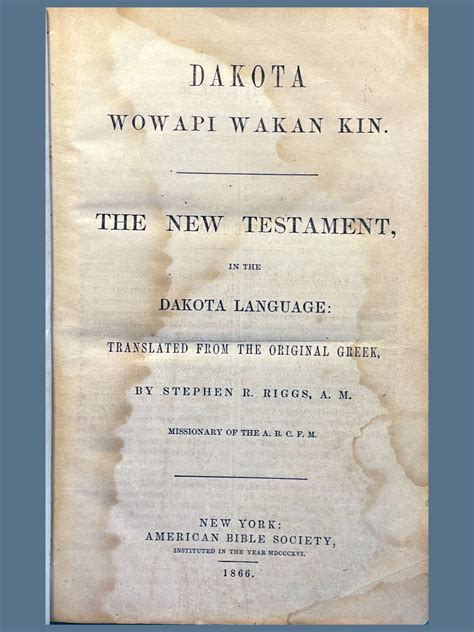 DAKOTA
WOWAPI WAKAN KIN.
THE NEW TESTAMENT,
IN THE
DAKOTA LANGUAGE:
TRANSLATED FROM THE ORIGINAL GREEK,
BY STEPHEN R. RIGGS, A. M.
MISSIONARY OF THE A. B. C. F. M.
NEW YORK:
AMERICAN BIBLE SOCIETY,
INSTITUTED IN THE YEAR MDCCCXVI.
1866.